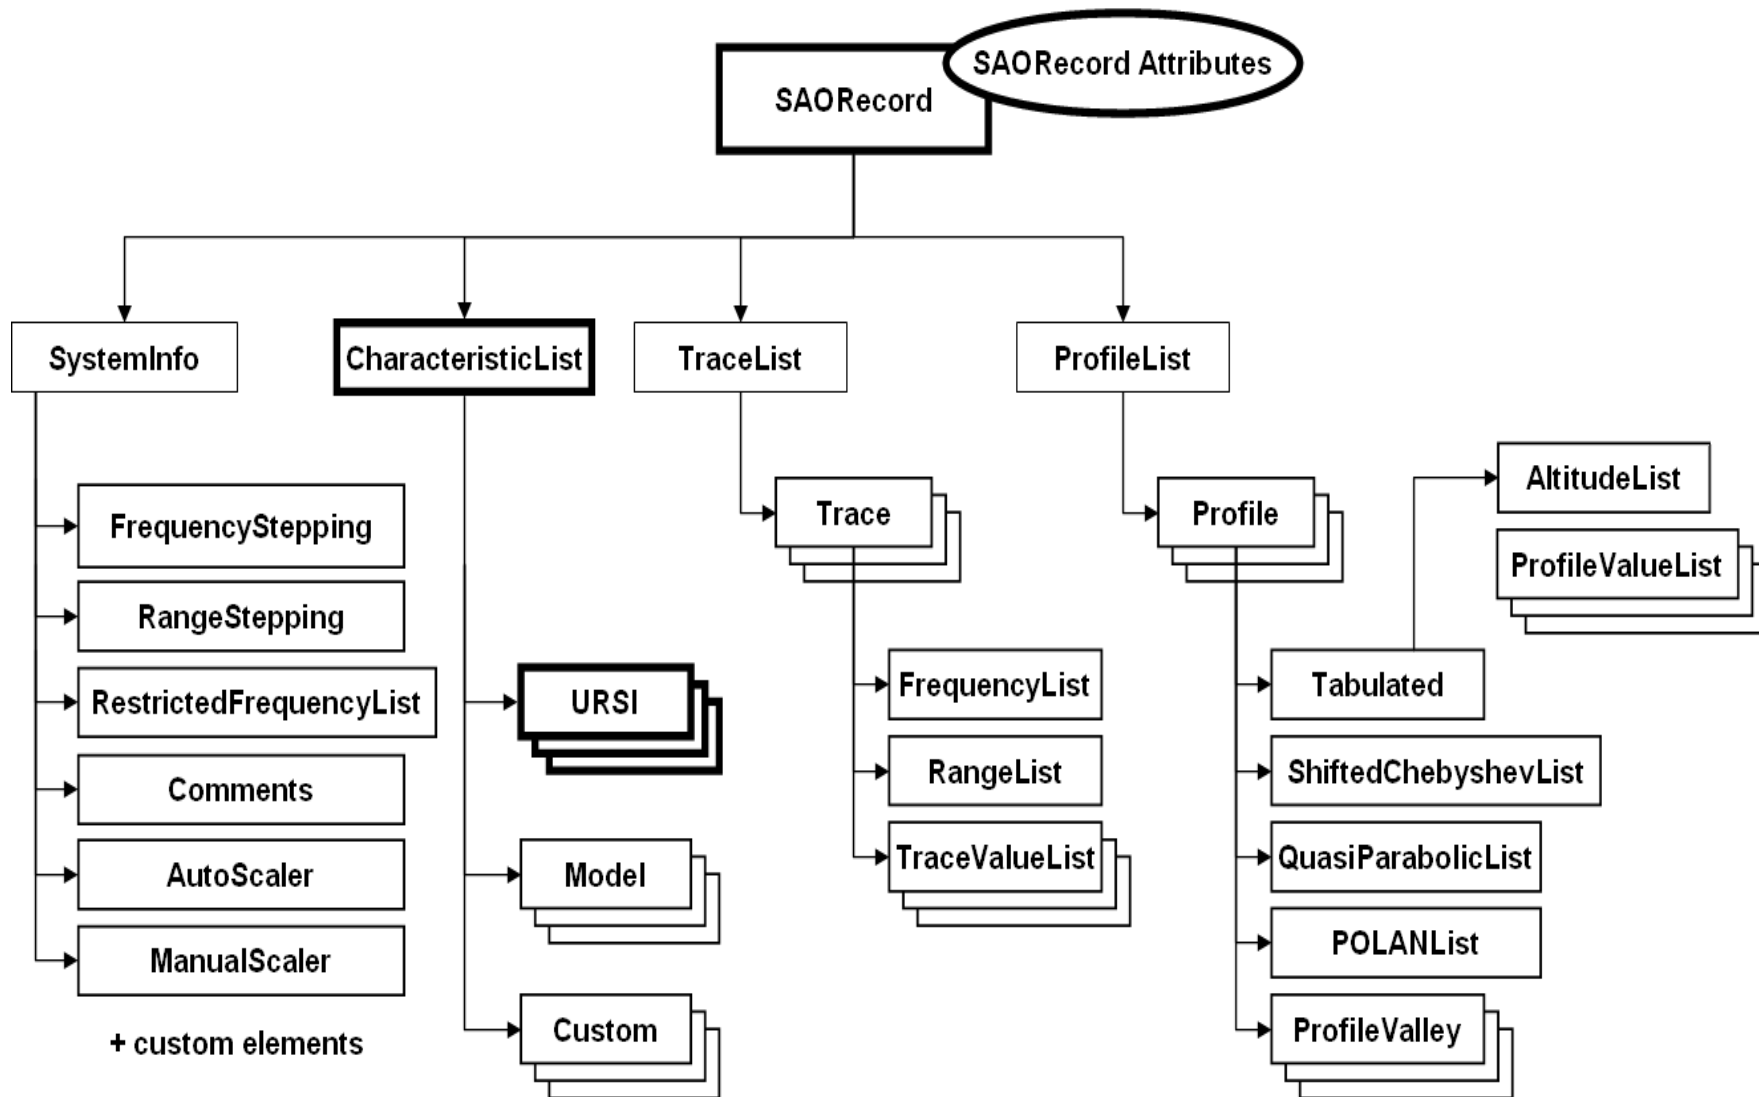 SAORecord Attributes
SAORecord
SystemInfo
CharacteristicList
TraceList
ProfileList
FrequencyStepping
RangeStepping
RestrictedFrequencyList
Comments
AutoScaler
ManualScaler
+ custom elements
URSI
Model
Custom
Trace
FrequencyList
RangeList
TraceValueList
Profile
Tabulated
ShiftedChebyshevList
QuasiParabolicList
POLANList
ProfileValley
AltitudeList
ProfileValueList